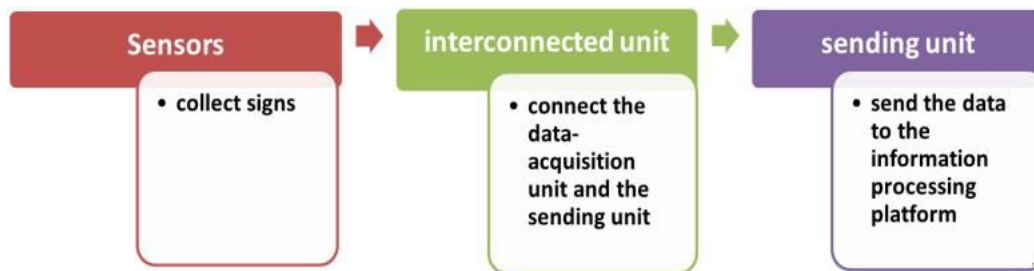 Sensors
• collect signs
interconnected unit
• connect the
data-
acquisition
unit and the
sending unit
sending unit
• send the data
to the
information
processing
platform